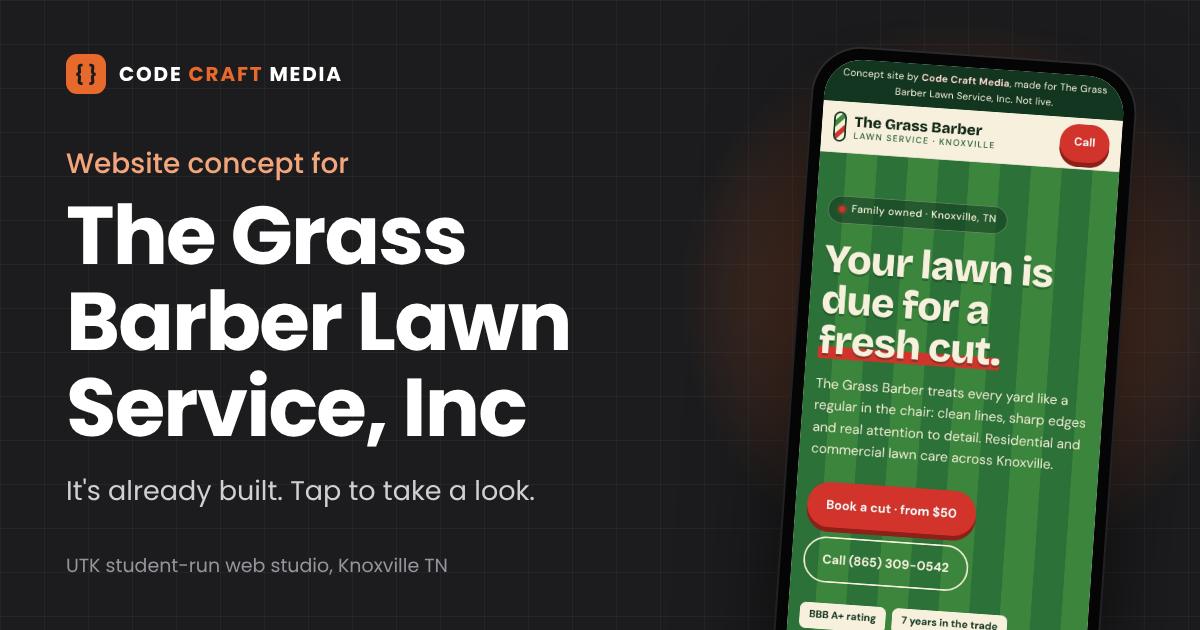 { } CODE CRAFT MEDIA
Website concept for
The Grass
Barber Lawn
Service, Inc
It's already built. Tap to take a look.
UTK student-run web studio, Knoxville TN
Concept site by Code Craft Media, made for The Grass
Barber Lawn Service, Inc. Not live.
The Grass Barber
LAWN SERVICE · KNOXVILLE
Call
Family owned · Knoxville, TN
Your lawn is
due for a
fresh cut.
The Grass Barber treats every yard like a
regular in the chair: clean lines, sharp edges
and real attention to detail. Residential and
commercial lawn care across Knoxville.
Book a cut · from $50
Call (865) 309-0542
BBB A+ rating
7 years in the trade